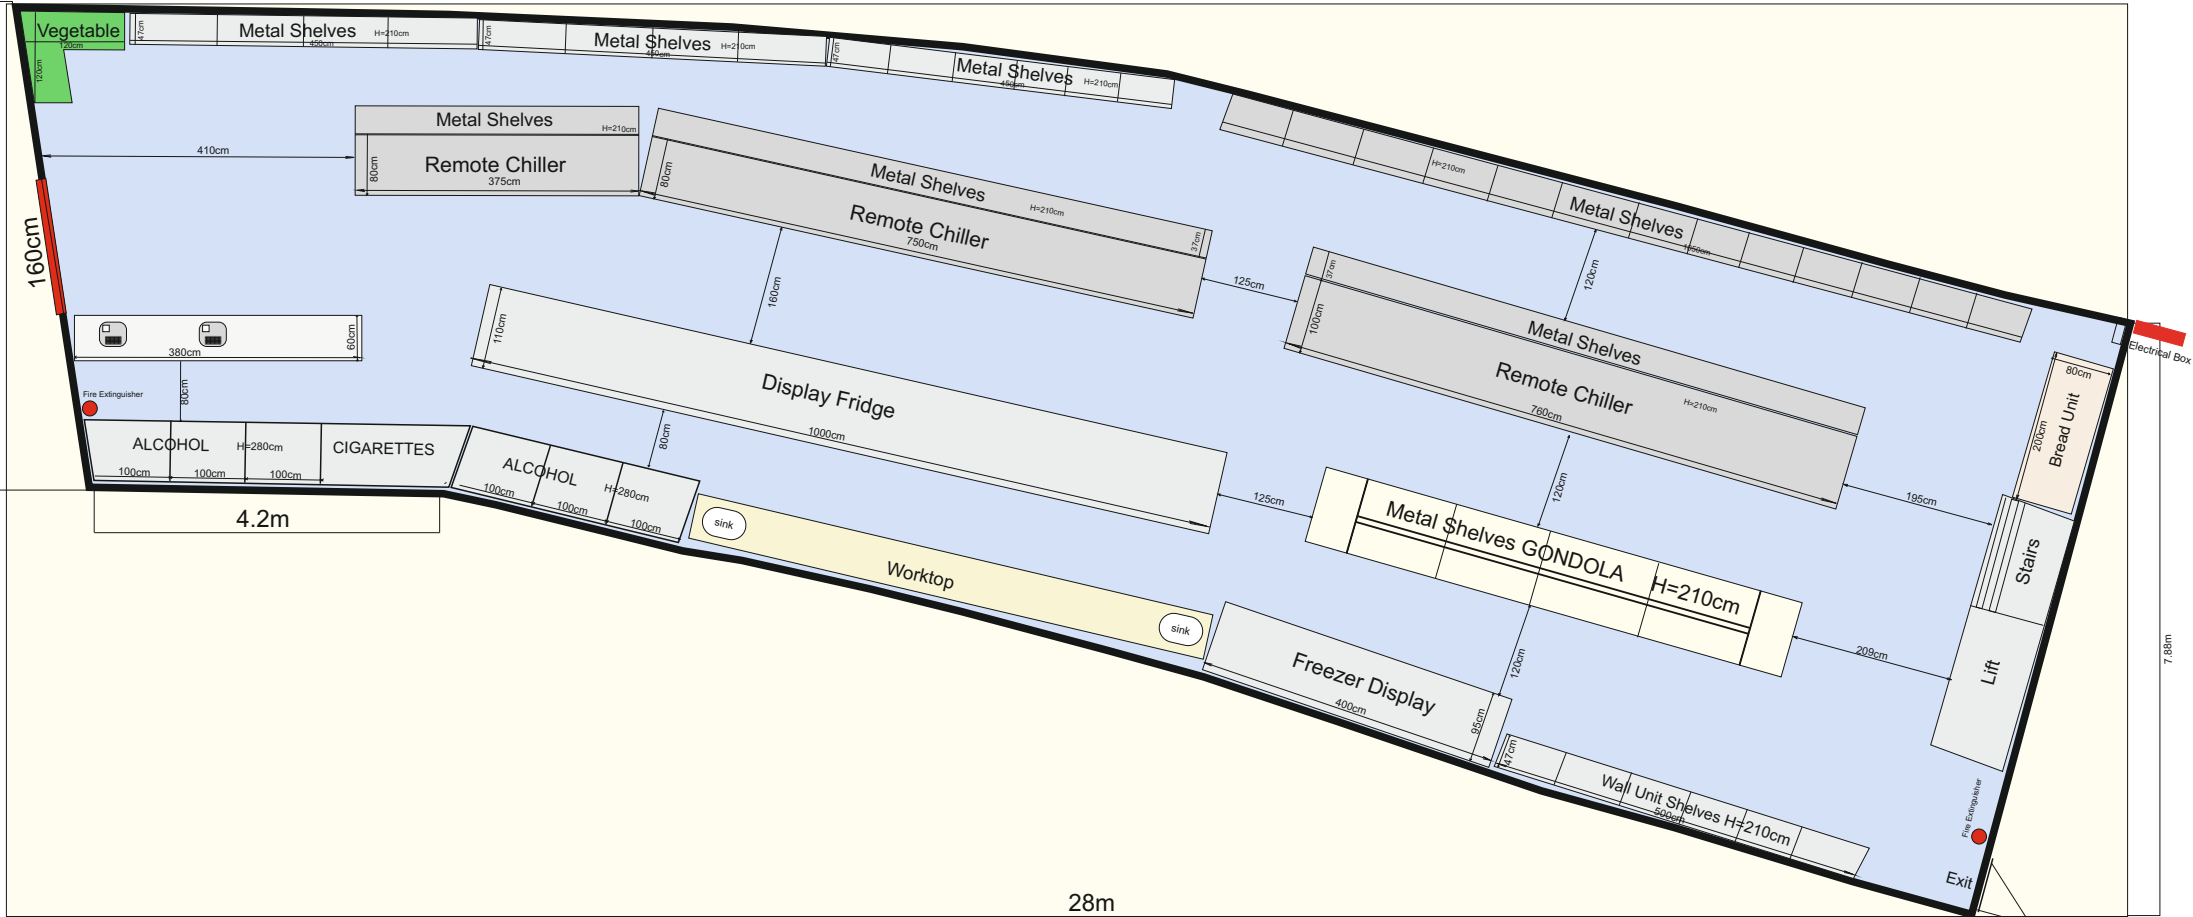 Vegetable
120cm
120cm
47cm
Metal Shelves
H=210cm
450cm
47cm
Metal Shelves
H=210cm
450cm
47cm
Metal Shelves
H=210cm
450cm
410cm
Metal Shelves
H=210cm
80cm
Remote Chiller
375cm
80cm
Metal Shelves
H=210cm
37cm
Remote Chiller
750cm
H=210cm
Metal Shelves
1050cm
120cm
125cm
37cm
100cm
Metal Shelves
Remote Chiller
H=210cm
760cm
Electrical Box
160cm
160cm
380cm
60cm
80cm
Fire Extinguisher
110cm
Display Fridge
1000cm
80cm
80cm
200cm
Bread Unit
195cm
ALCOHOL
H=280cm
CIGARETTES
100cm
100cm
100cm
ALCOHOL
H=280cm
100cm
100cm
100cm
4.2m
sink
Worktop
sink
125cm
120cm
Metal Shelves GONDOLA
H=210cm
Stairs
Lift
209cm
120cm
7.88m
Freezer Display
400cm
95cm
47cm
Wall Unit Shelves H=210cm
500cm
Fire Extinguisher
Exit
28m